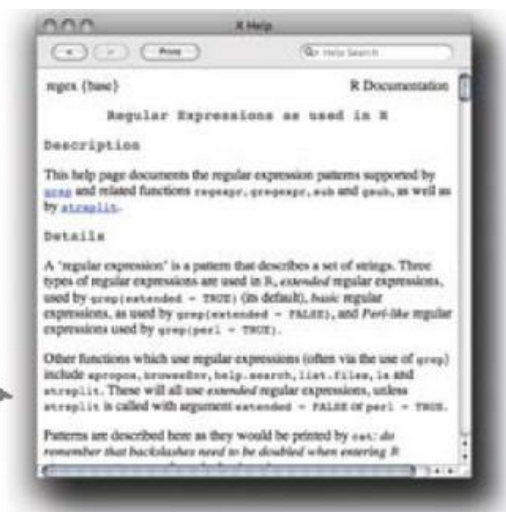 R Help
Print
Help Search
regex {base} R Documentation
Regular Expressions as used in R
Description
This help page documents the regular expression patterns supported by
grep and related functions regexpr, gregexpr, sub and gsub, as well as
by strsplit.
Details
A 'regular expression' is a pattern that describes a set of strings. Three
types of regular expressions are used in R, extended regular expressions,
used by grep(extended = TRUE) (its default), basic regular
expressions, as used by grep(extended = FALSE), and Perl-like regular
expressions used by grep(perl = TRUE).
Other functions which use regular expressions (often via the use of grep)
include apropos, browseEnv, help.search, list.files, ls and
strsplit. These will all use extended regular expressions, unless
strsplit is called with argument extended = FALSE or perl = TRUE.
Patterns are described here as they would be printed by cat: do
remember that backslashes need to be doubled when entering R